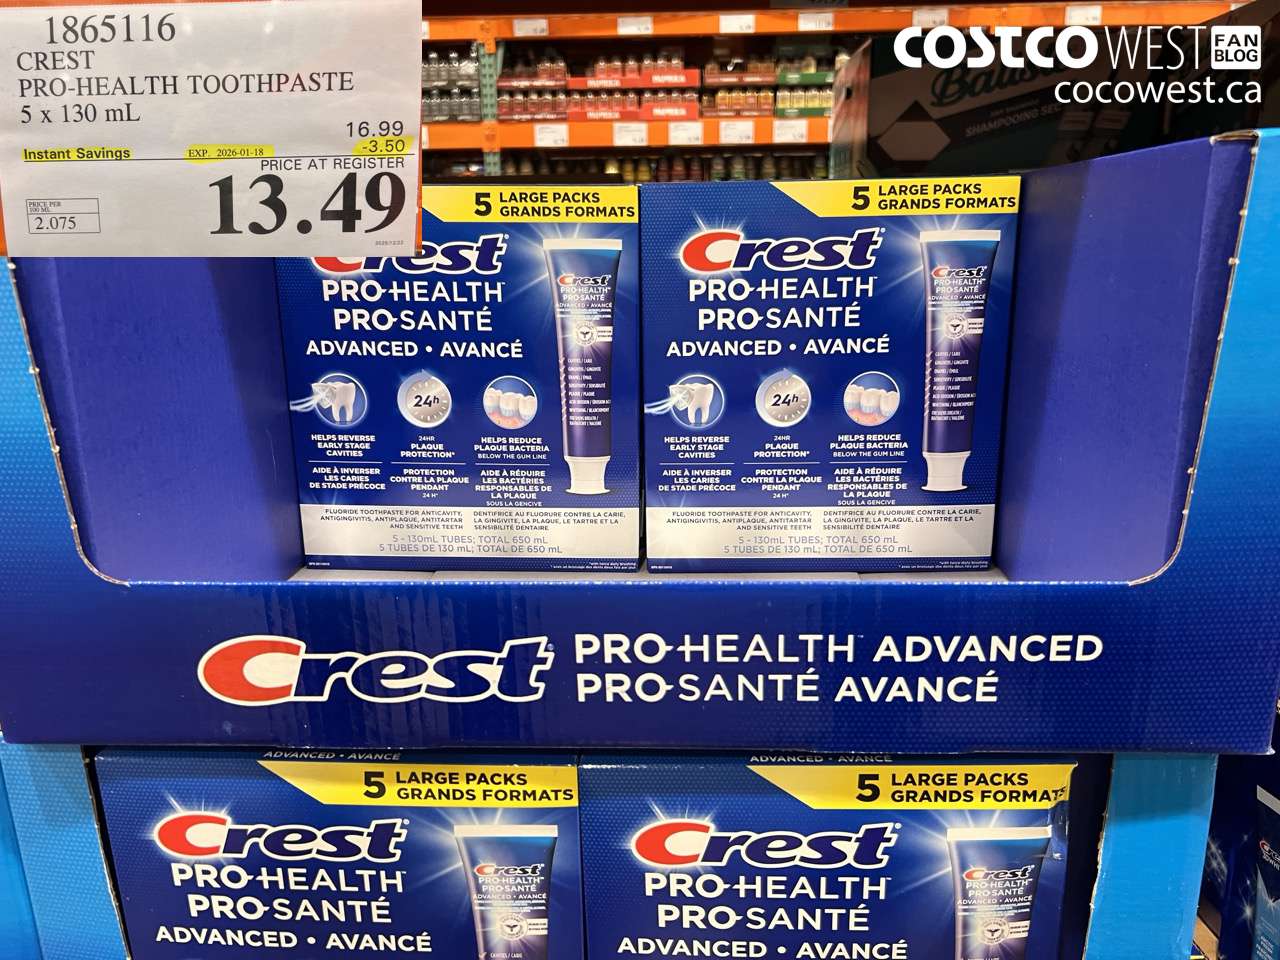 1865116
CREST
PRO-HEALTH TOOTHPASTE
5 x 130 mL
16.99
Instant Savings EXP. 2026-01-18 -3.50
PRICE AT REGISTER
13.49
PRICE PER
100 ML
2.075
COSTCO WEST FAN BLOG
cocowest.ca
SHAMPOOING SEC
5 LARGE PACKS
GRANDS FORMATS
Crest
PRO-HEALTH
PRO-SANTÉ
ADVANCED • AVANCÉ
24h
HELPS REVERSE
EARLY STAGE
CAVITIES
AIDE À INVERSER
LES CARIES
DE STADE PRÉCOCE
24HR
PLAQUE
PROTECTION*
PROTECTION
CONTRE LA PLAQUE
PENDANT
24 H*
HELPS REDUCE
PLAQUE BACTERIA
BELOW THE GUM LINE
AIDE À RÉDUIRE
LES BACTÉRIES
RESPONSABLES DE
LA PLAQUE
SOUS LA GENCIVE
FLUORIDE TOOTHPASTE FOR ANTICAVITY,
ANTIGINGIVITIS, ANTIPLAQUE, ANTITARTAR
AND SENSITIVE TEETH
DENTIFRICE AU FLUORURE CONTRE LA CARIE,
LA GINGIVITE, LA PLAQUE, LE TARTRE ET LA
SENSIBILITÉ DENTAIRE
5 - 130mL TUBES; TOTAL 650 mL
5 TUBES DE 130 mL; TOTAL DE 650 mL
5 LARGE PACKS
GRANDS FORMATS
Crest
PRO-HEALTH
PRO-SANTÉ
ADVANCED • AVANCÉ
24h
HELPS REVERSE
EARLY STAGE
CAVITIES
AIDE À INVERSER
LES CARIES
DE STADE PRÉCOCE
24HR
PLAQUE
PROTECTION*
PROTECTION
CONTRE LA PLAQUE
PENDANT
24 H*
HELPS REDUCE
PLAQUE BACTERIA
BELOW THE GUM LINE
AIDE À RÉDUIRE
LES BACTÉRIES
RESPONSABLES DE
LA PLAQUE
SOUS LA GENCIVE
FLUORIDE TOOTHPASTE FOR ANTICAVITY,
ANTIGINGIVITIS, ANTIPLAQUE, ANTITARTAR
AND SENSITIVE TEETH
DENTIFRICE AU FLUORURE CONTRE LA CARIE,
LA GINGIVITE, LA PLAQUE, LE TARTRE ET LA
SENSIBILITÉ DENTAIRE
5 - 130mL TUBES; TOTAL 650 mL
5 TUBES DE 130 mL; TOTAL DE 650 mL
Crest PRO-HEALTH ADVANCED
PRO-SANTÉ AVANCÉ
ADVANCED • AVANCÉ
ADVANCED • AVANCÉ
5 LARGE PACKS
GRANDS FORMATS
Crest
PRO-HEALTH
PRO-SANTÉ
ADVANCED • AVANCÉ
5 LARGE PACKS
GRANDS FORMATS
Crest
PRO-HEALTH
PRO-SANTÉ
ADVANCED • AVANCÉ